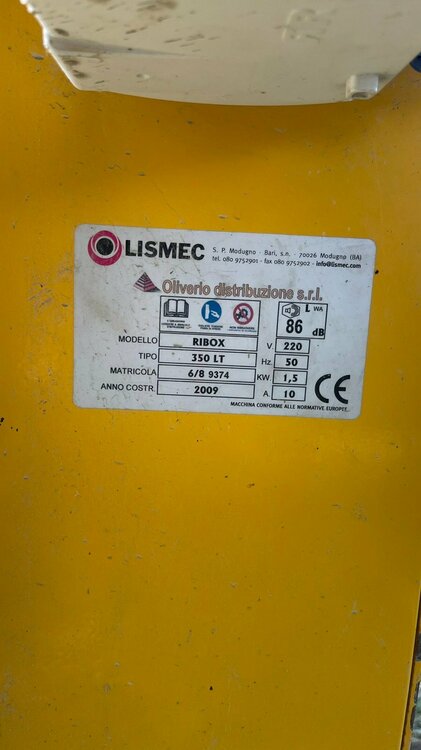 LISMEC
S. P. Modugno - Bari, s.n. - 70026 Modugno (BA)
tel. 080 9752901 - fax 080 9752902 - info@lismec.com
Oliverio distribuzione s.r.l.
L WA
86 dB
MODELLO RIBOX V. 220
TIPO 350 LT Hz. 50
MATRICOLA 6/8 9374 KW. 1,5
ANNO COSTR. 2009 A. 10
CE
MACCHINA CONFORME ALLE NORMATIVE EUROPEE